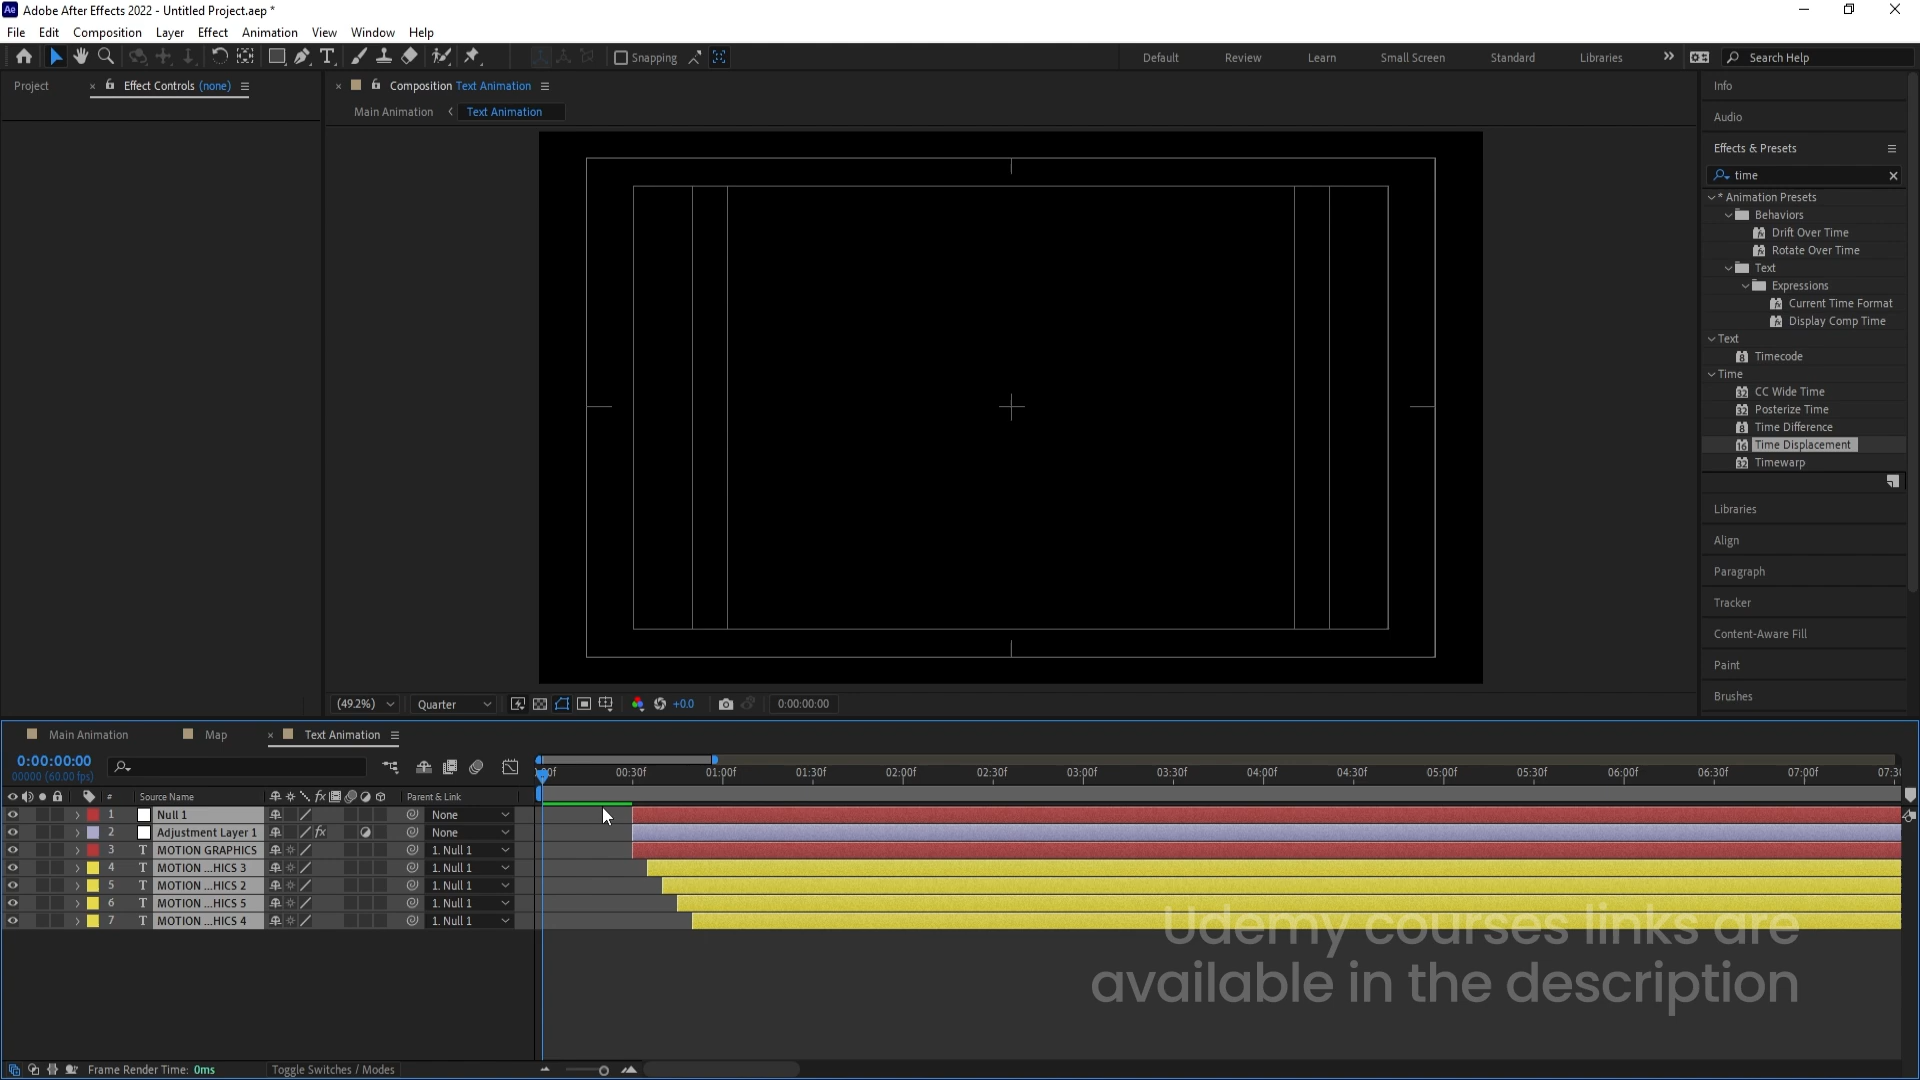 Ae Adobe After Effects 2022 - Untitled Project.aep *
File Edit Composition Layer Effect Animation View Window Help
Snapping
Default Review Learn Small Screen Standard Libraries
Search Help
Project
Effect Controls (none)
Composition Text Animation
Main Animation
Text Animation
Info
Audio
Effects & Presets
time
* Animation Presets
Behaviors
Drift Over Time
Rotate Over Time
Text
Expressions
Current Time Format
Display Comp Time
Text
Timecode
Time
CC Wide Time
Posterize Time
Time Difference
Time Displacement
Timewarp
Libraries
Align
Paragraph
Tracker
Content-Aware Fill
Paint
Brushes
(49.2%) Quarter +0.0 0:00:00:00
Main Animation Map Text Animation
0:00:00:00
00000 (60.00 fps)
00:30f 01:00f 01:30f 02:00f 02:30f 03:00f 03:30f 04:00f 04:30f 05:00f 05:30f 06:00f 06:30f 07:00f
# Source Name fx Parent & Link
1 Null 1 None
2 Adjustment Layer 1 fx None
3 T MOTION GRAPHICS 1. Null 1
4 T MOTION ...HICS 3 1. Null 1
5 T MOTION ...HICS 2 1. Null 1
6 T MOTION ...HICS 5 1. Null 1
7 T MOTION ...HICS 4 1. Null 1
Udemy courses links are
available in the description
Frame Render Time: 0ms Toggle Switches / Modes